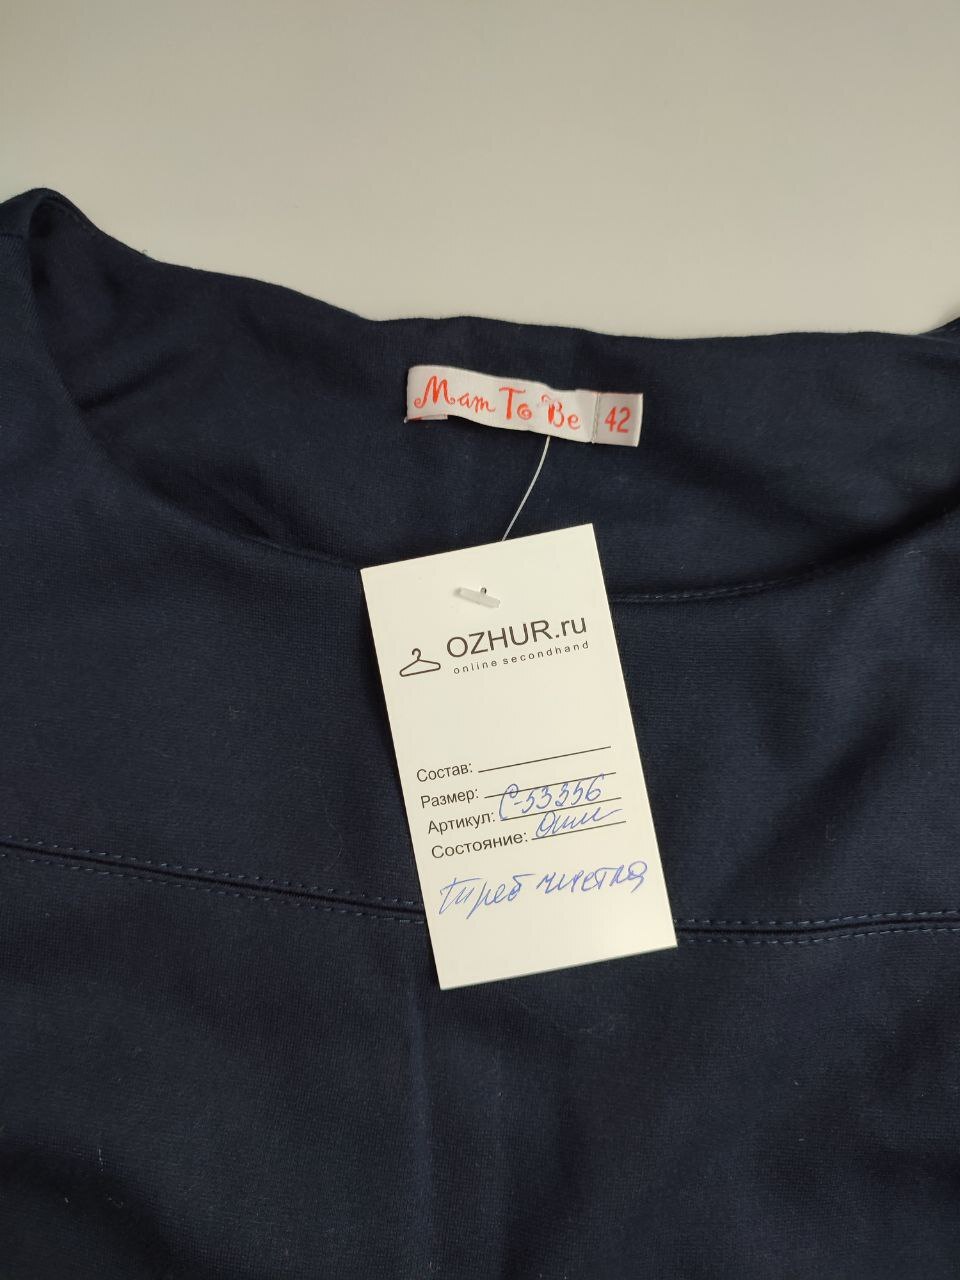 Mam To Be 42
OZHUR.ru
online secondhand
Состав:
Размер:
Артикул: С-53356
Состояние: Отл
треб чистка